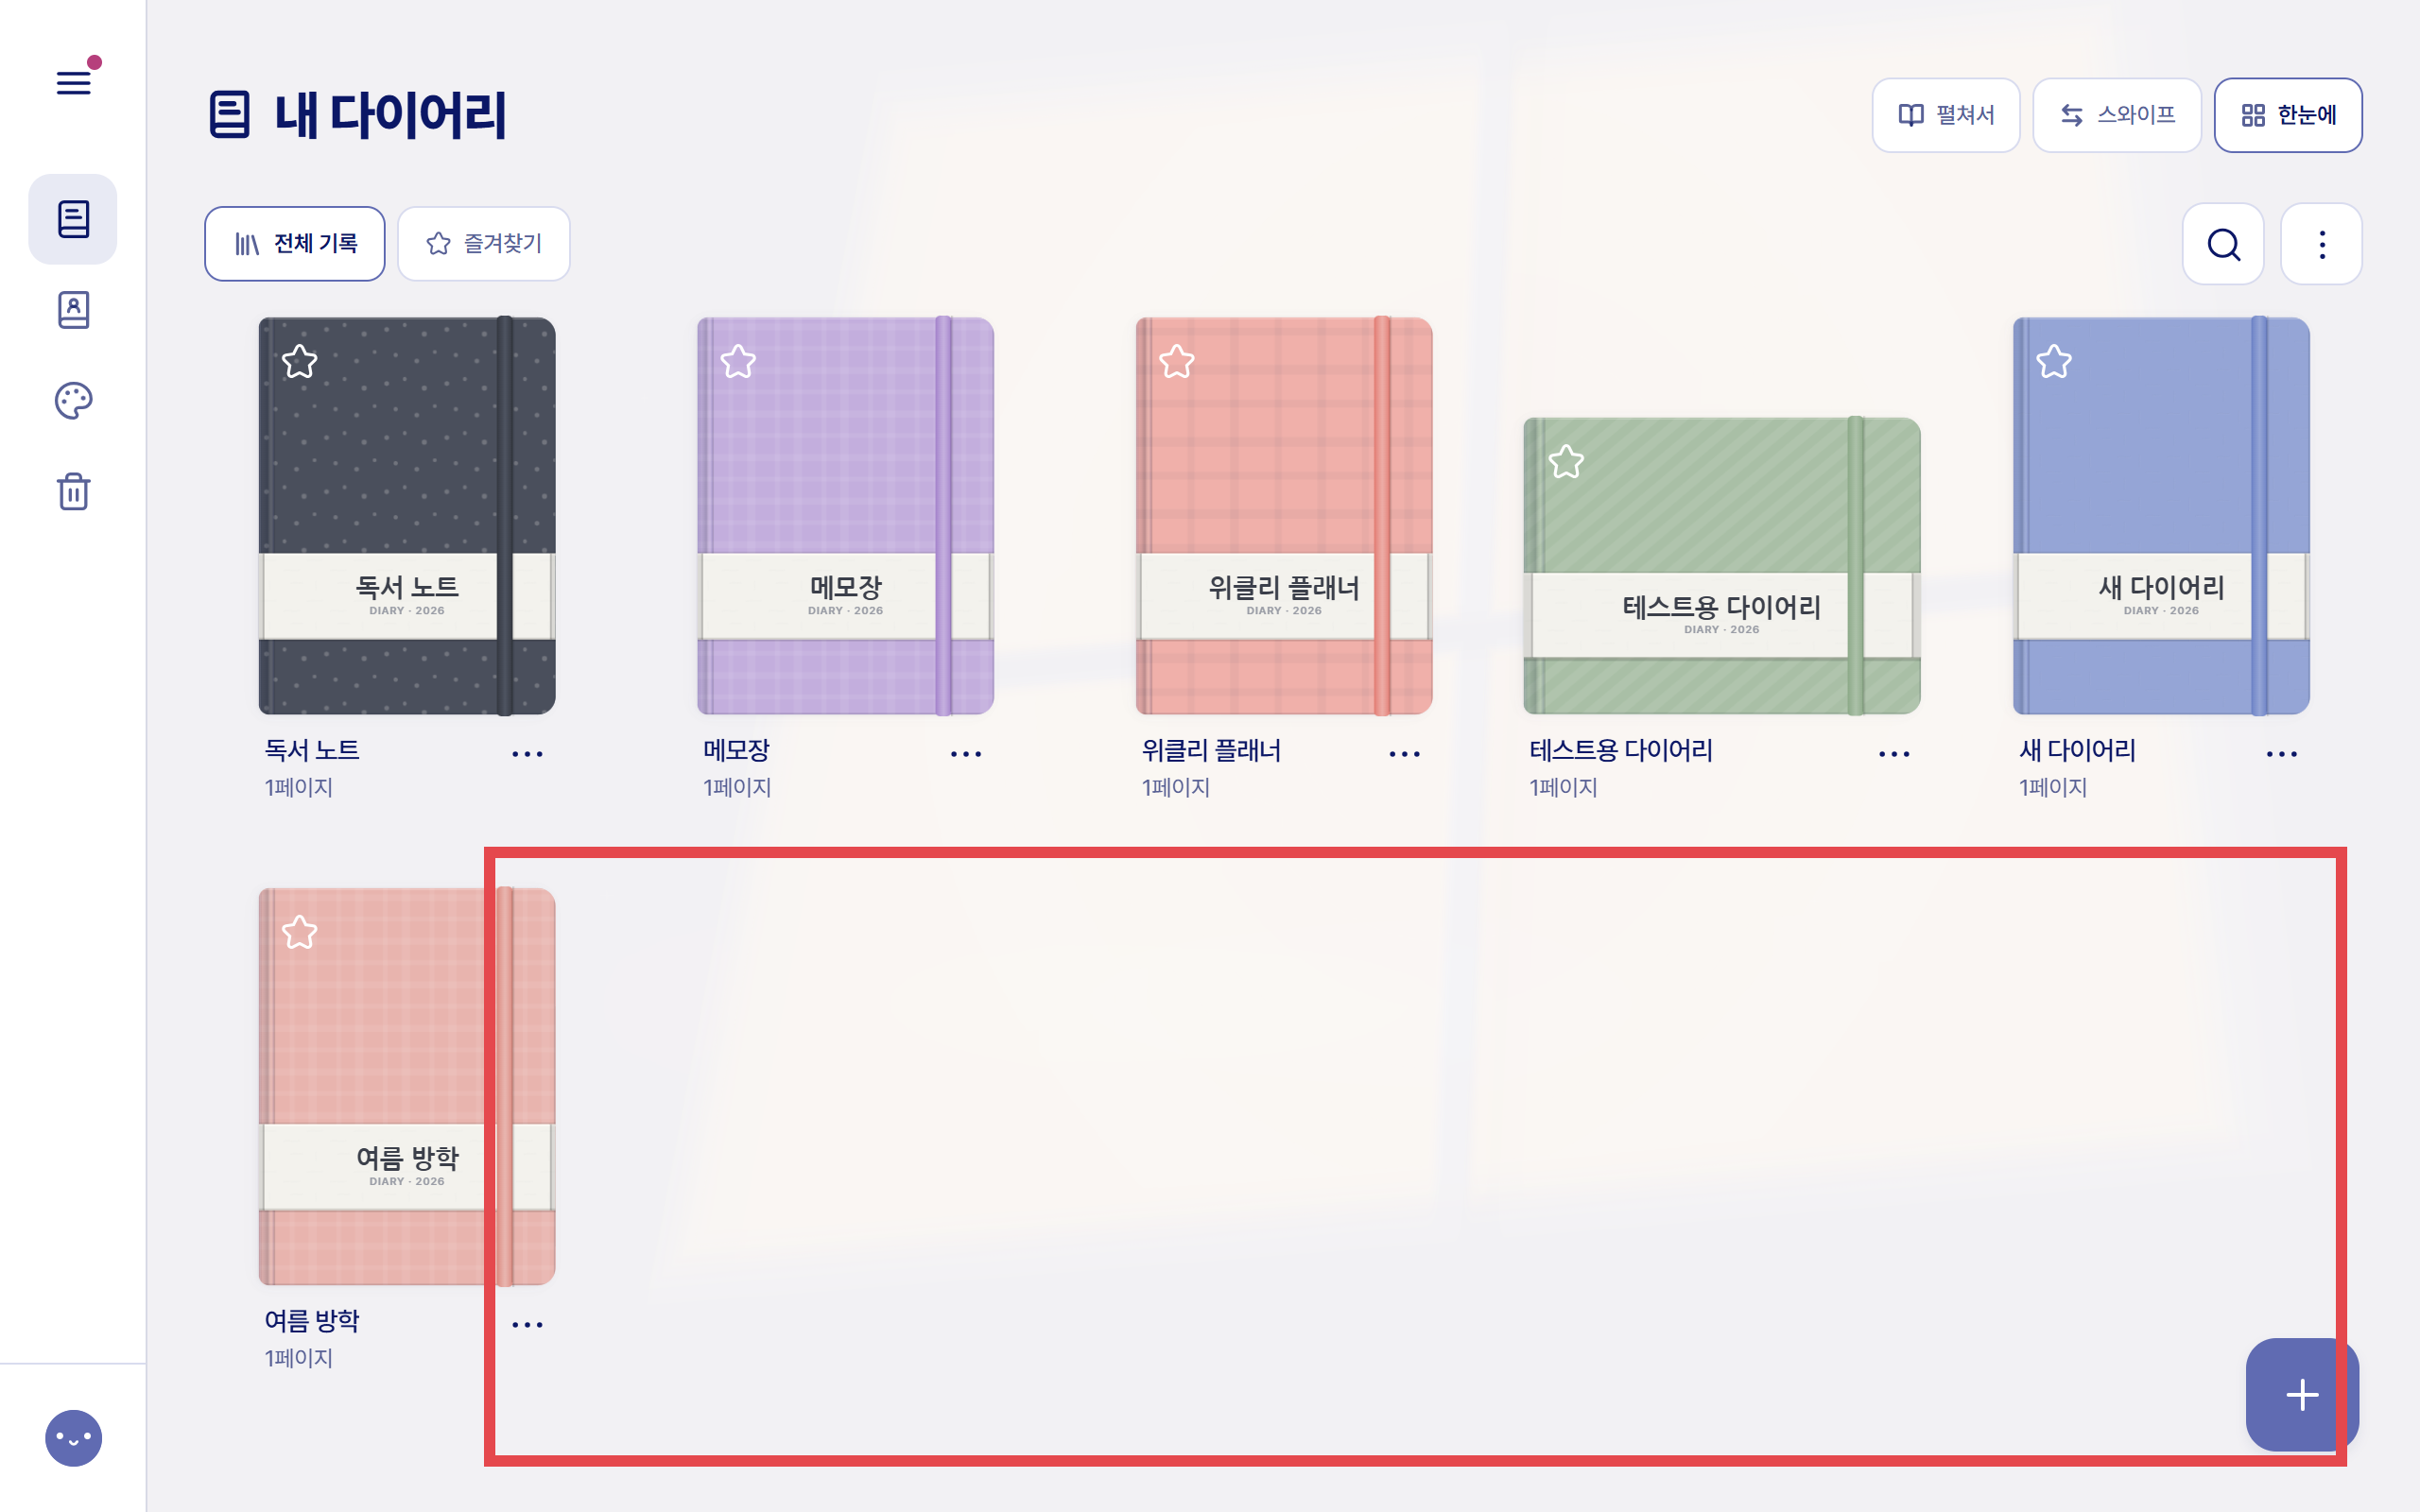 내 다이어리
펼쳐서
스와이프
한눈에
전체 기록
즐겨찾기
독서 노트
DIARY · 2026
메모장
DIARY · 2026
위클리 플래너
DIARY · 2026
테스트용 다이어리
DIARY · 2026
새 다이어리
DIARY · 2026
독서 노트
1페이지
메모장
1페이지
위클리 플래너
1페이지
테스트용 다이어리
1페이지
새 다이어리
1페이지
여름 방학
DIARY · 2026
여름 방학
1페이지